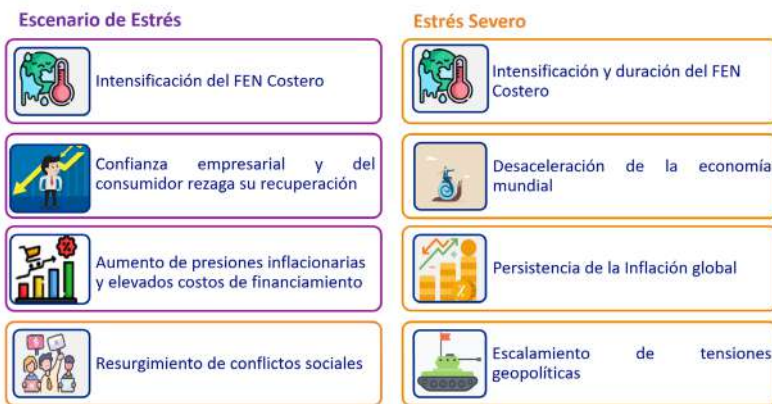 Escenario de Estrés
Intensificación del FEN Costero
Confianza empresarial y del
consumidor rezaga su recuperación
Aumento de presiones inflacionarias
y elevados costos de financiamiento
Resurgimiento de conflictos sociales
Estrés Severo
Intensificación y duración del FEN
Costero
Desaceleración de la economía
mundial
Persistencia de la Inflación global
Escalamiento de tensiones
geopolíticas